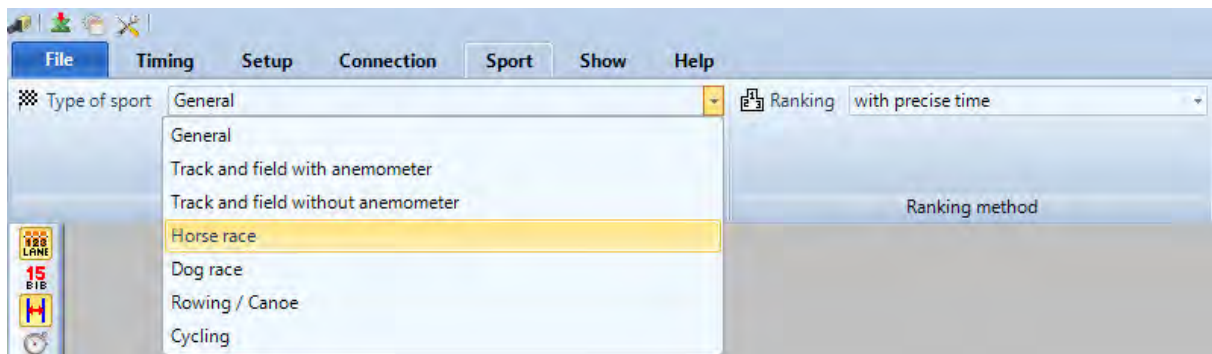 File Timing Setup Connection Sport Show Help
Type of sport General Ranking with precise time
General
Track and field with anemometer
Track and field without anemometer
Ranking method
Horse race
Dog race
Rowing / Canoe
Cycling
123
LANE
15
BIB